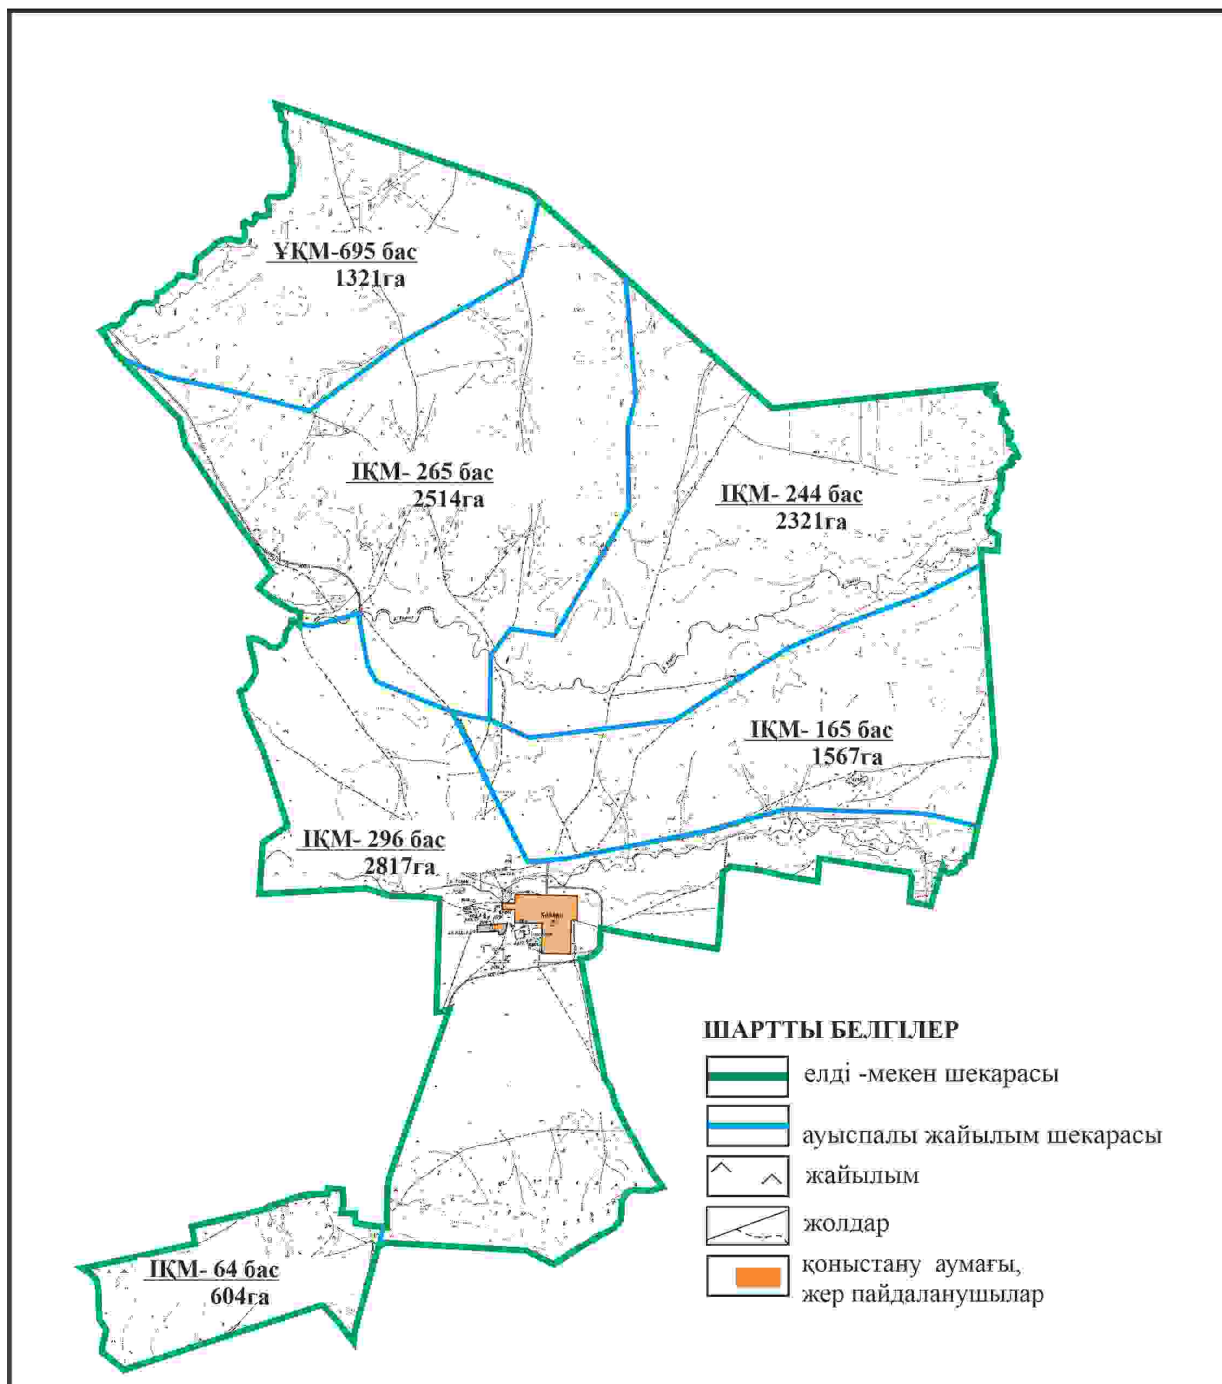 ҰҚМ-695 бас
1321га
ІҚМ- 265 бас
2514га
ІҚМ- 244 бас
2321га
ІҚМ- 165 бас
1567га
ІҚМ- 296 бас
2817га
ІҚМ- 64 бас
604га
ШАРТТЫ БЕЛГІЛЕР
елді -мекен шекарасы
ауыспалы жайылым шекарасы
жайылым
жолдар
қоныстану аумағы,
жер пайдаланушылар